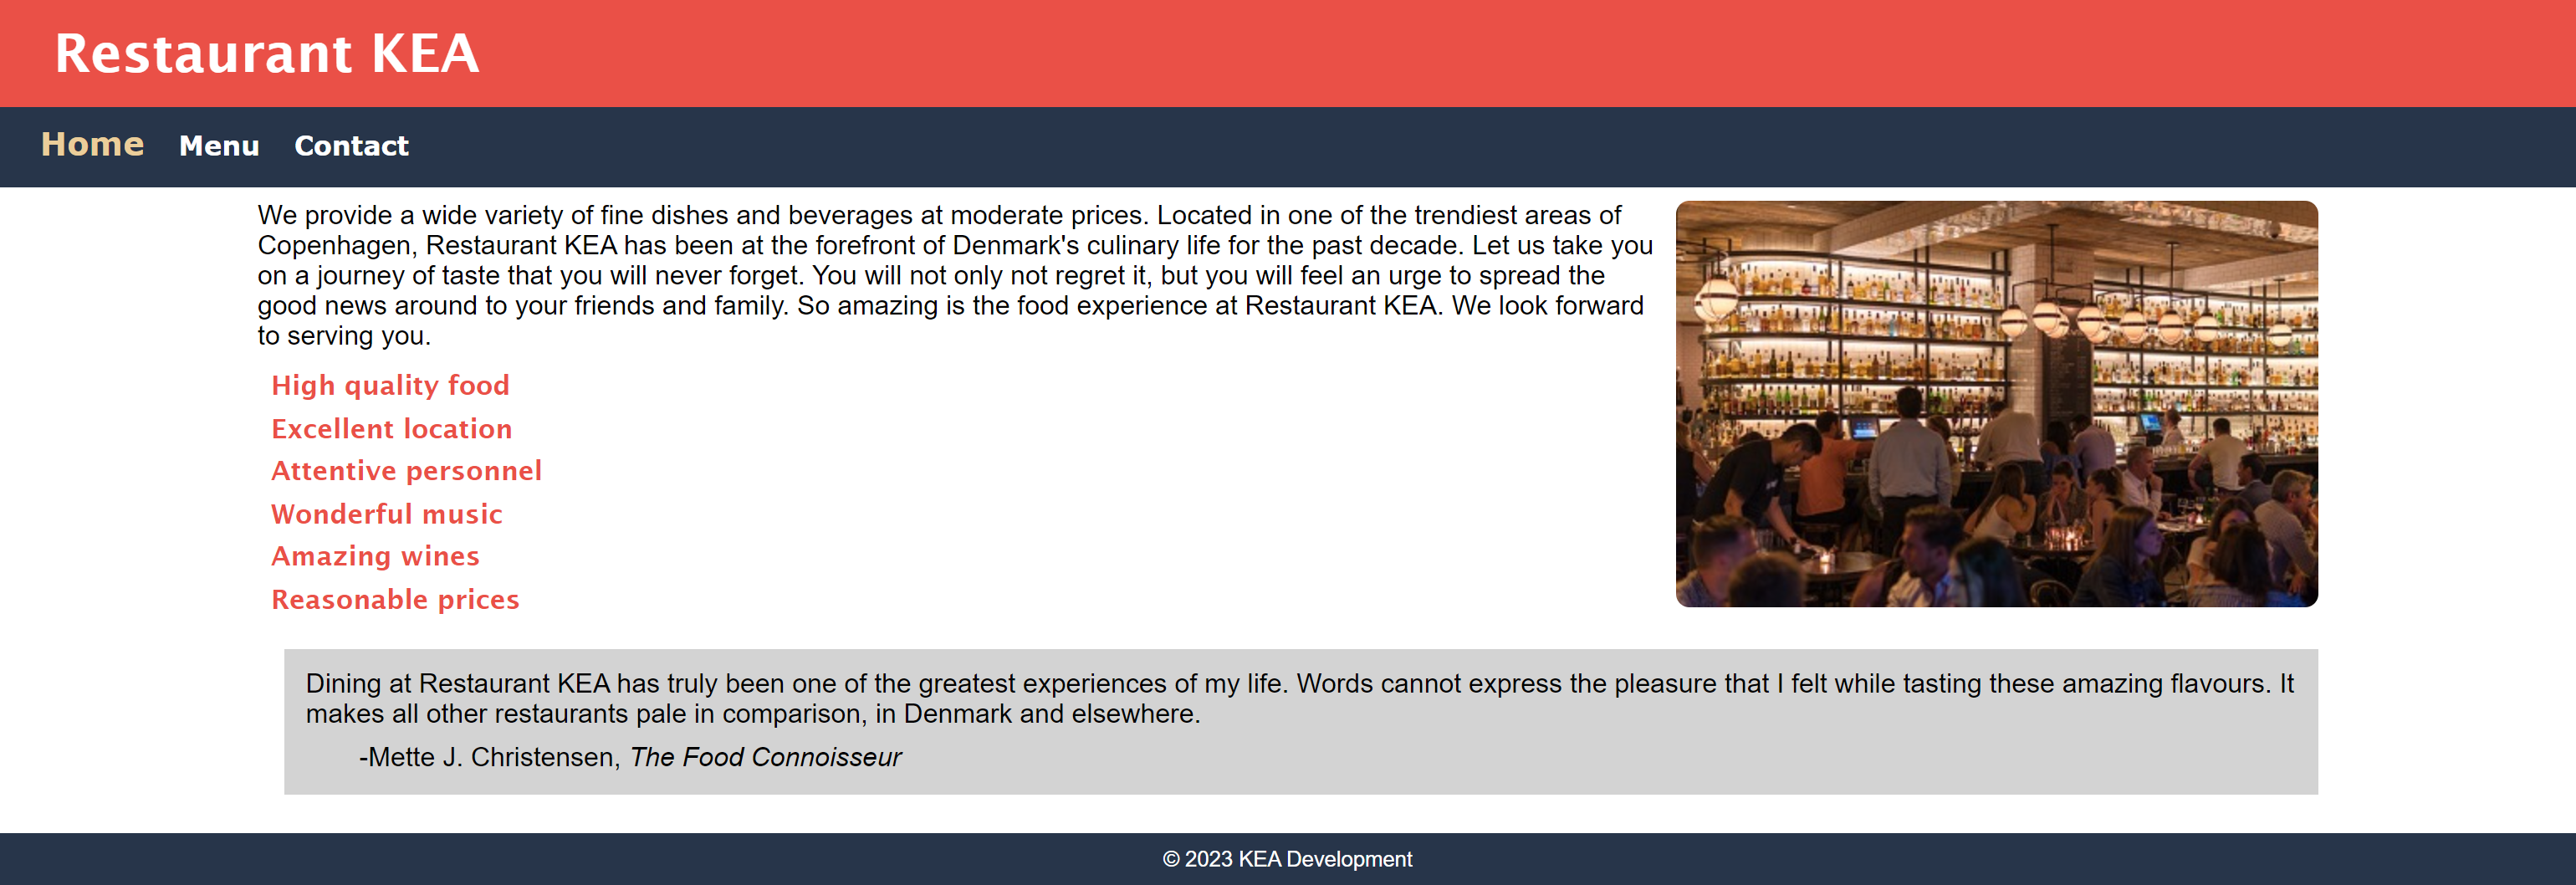 Restaurant KEA
Home Menu Contact
We provide a wide variety of fine dishes and beverages at moderate prices. Located in one of the trendiest areas of
Copenhagen, Restaurant KEA has been at the forefront of Denmark's culinary life for the past decade. Let us take you
on a journey of taste that you will never forget. You will not only not regret it, but you will feel an urge to spread the
good news around to your friends and family. So amazing is the food experience at Restaurant KEA. We look forward
to serving you.
High quality food
Excellent location
Attentive personnel
Wonderful music
Amazing wines
Reasonable prices
Dining at Restaurant KEA has truly been one of the greatest experiences of my life. Words cannot express the pleasure that I felt while tasting these amazing flavours. It
makes all other restaurants pale in comparison, in Denmark and elsewhere.
-Mette J. Christensen, The Food Connoisseur
© 2023 KEA Development